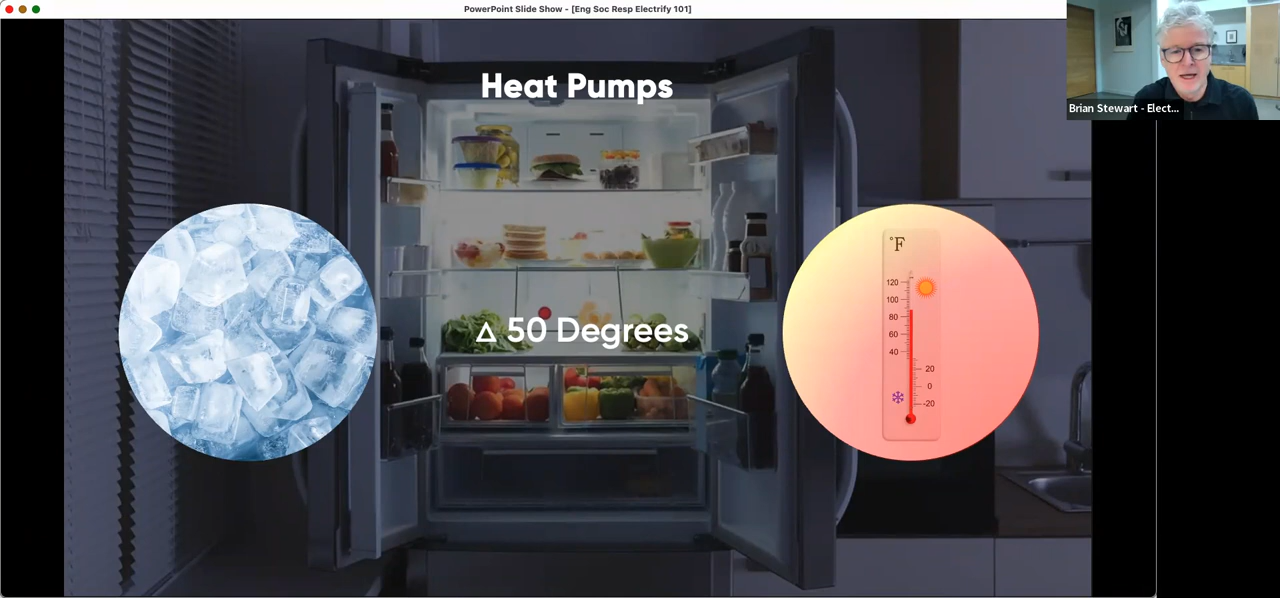 PowerPoint Slide Show - [Eng Soc Resp Electrify 101]
Brian Stewart - Elect...
Heat Pumps
Δ 50 Degrees
°F
120
100
80
60
40
20
0
-20